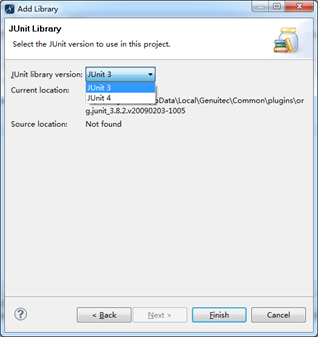 Add Library
JUnit Library
Select the JUnit version to use in this project.
JUnit library version: JUnit 3
JUnit 3
JUnit 4
Current location:
Data\Local\Genuitec\Common\plugins\or
g.junit_3.8.2.v20090203-1005
Source location: Not found
?
< Back
Next >
Finish
Cancel